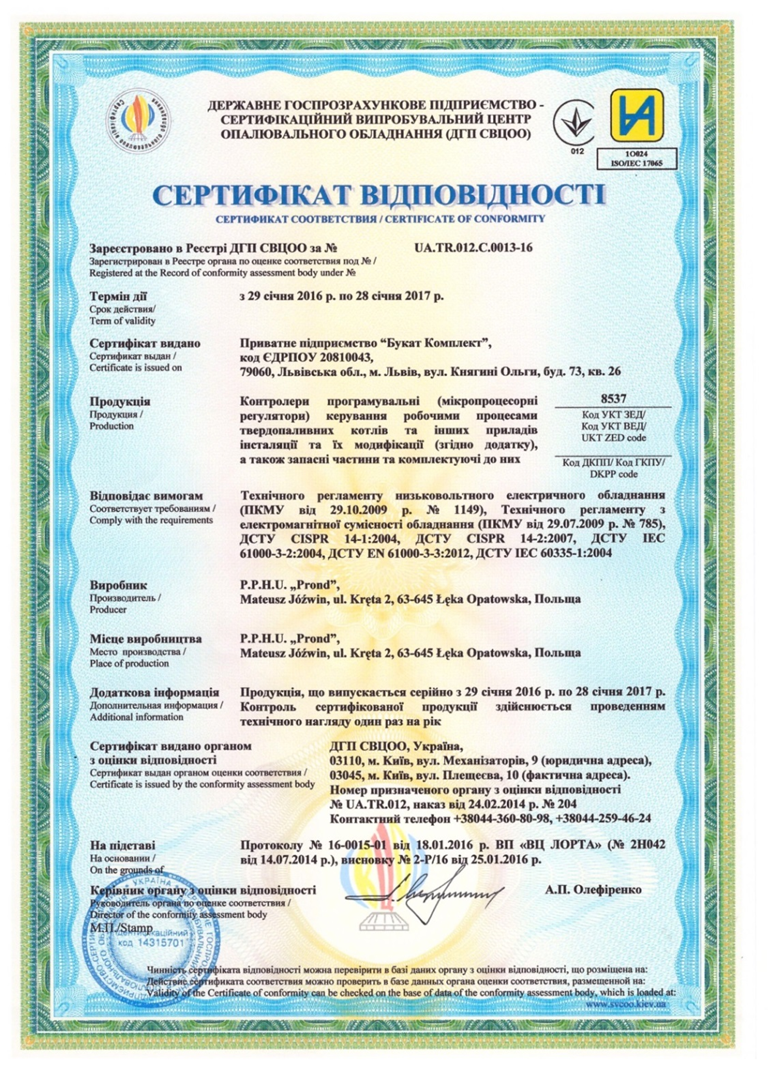 ДЕРЖАВНЕ ГОСПРОЗРАХУНКОВЕ ПІДПРИЄМСТВО -
СЕРТИФІКАЦІЙНИЙ ВИПРОБУВАЛЬНИЙ ЦЕНТР
ОПАЛЮВАЛЬНОГО ОБЛАДНАННЯ (ДГП СВЦОО)
012
1О024
ISO/IEC 17065
СЕРТИФІКАТ ВІДПОВІДНОСТІ
СЕРТИФИКАТ СООТВЕТСТВИЯ / CERTIFICATE OF CONFORMITY
Зареєстровано в Реєстрі ДГП СВЦОО за № UA.TR.012.C.0013-16
Зарегистрирован в Реестре органа по оценке соответствия под № /
Registered at the Record of conformity assessment body under №
Термін дії з 29 січня 2016 р. по 28 січня 2017 р.
Срок действия/
Term of validity
Сертифікат видано Приватне підприємство “Букат Комплект”,
Сертификат выдан / код ЄДРПОУ 20810043,
Certificate is issued on 79060, Львівська обл., м. Львів, вул. Княгині Ольги, буд. 73, кв. 26
Продукція Контролери програмувальні (мікропроцесорні 8537
Продукция / регулятори) керування робочими процесами Код УКТ ЗЕД/
Production твердопаливних котлів та інших приладів Код УКТ ВЕД/
інсталяції та їх модифікації (згідно додатку), UKT ZED code
а також запасні частини та комплектуючі до них Код ДКПП/ Код ГКПУ/
DKPP code
Відповідає вимогам Технічного регламенту низьковольтного електричного обладнання
Соответствует требованиям / (ПКМУ від 29.10.2009 р. № 1149), Технічного регламенту з
Comply with the requirements електромагнітної сумісності обладнання (ПКМУ від 29.07.2009 р. № 785),
ДСТУ CISPR 14-1:2004, ДСТУ CISPR 14-2:2007, ДСТУ IEC
61000-3-2:2004, ДСТУ EN 61000-3-3:2012, ДСТУ IEC 60335-1:2004
Виробник P.P.H.U. „Prond”,
Производитель / Mateusz Jóźwin, ul. Kręta 2, 63-645 Łęka Opatowska, Польща
Producer
Місце виробництва P.P.H.U. „Prond”,
Место производства / Mateusz Jóźwin, ul. Kręta 2, 63-645 Łęka Opatowska, Польща
Place of production
Додаткова інформація Продукція, що випускається серійно з 29 січня 2016 р. по 28 січня 2017 р.
Дополнительная информация / Контроль сертифікованої продукції здійснюється проведенням
Additional information технічного нагляду один раз на рік
Сертифікат видано органом ДГП СВЦОО, Україна,
з оцінки відповідності 03110, м. Київ, вул. Механізаторів, 9 (юридична адреса),
Сертификат выдан органом оценки соответствия / 03045, м. Київ, вул. Плещеєва, 10 (фактична адреса).
Certificate is issued by the conformity assessment body Номер призначеного органу з оцінки відповідності
№ UA.TR.012, наказ від 24.02.2014 р. № 204
Контактний телефон +38044-360-80-98, +38044-259-46-24
На підставі Протоколу № 16-0015-01 від 18.01.2016 р. ВП «ВЦ ЛОРТА» (№ 2Н042
На основании / від 14.07.2014 р.), висновку № 2-Р/16 від 25.01.2016 р.
On the grounds of
Керівник органу з оцінки відповідності А.П. Олефіренко
Руководитель органа по оценке соответствия /
Director of the conformity assessment body
М.П./Stamp
Ідентифікаційний
код 14315701
Чинність сертифіката відповідності можна перевірити в базі даних органу з оцінки відповідності, що розміщена на:
Действие сертификата соответствия можно проверить в базе данных органа оценки соответствия, размещенной на:
Validity of the Certificate of conformity can be checked on the base of data of the conformity assessment body, which is loaded at:
www.svcoo.kiev.ua